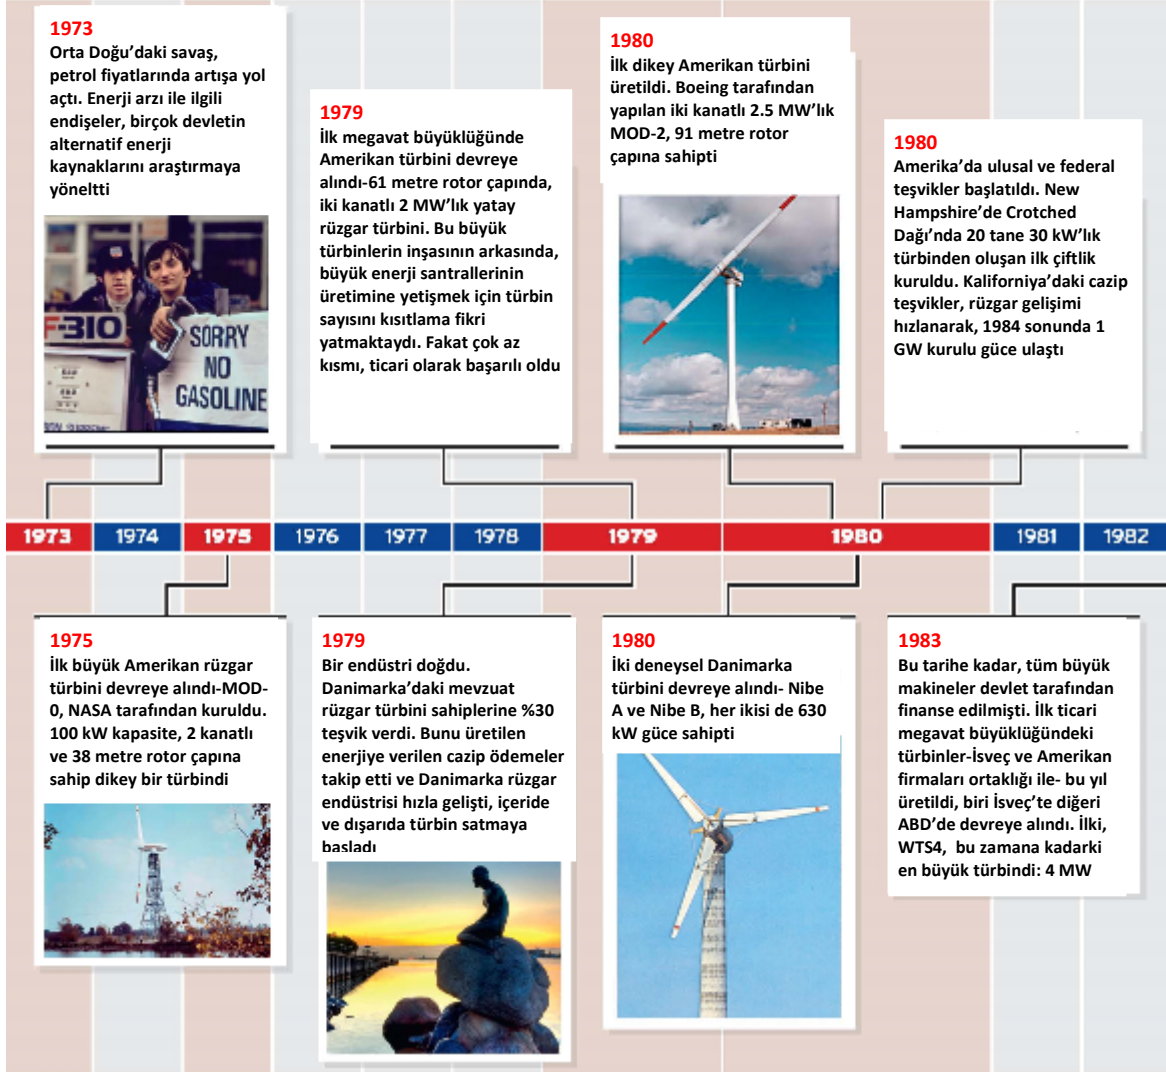 1973
Orta Doğu’daki savaş,
petrol fiyatlarında artışa yol
açtı. Enerji arzı ile ilgili
endişeler, birçok devletin
alternatif enerji
kaynaklarını araştırmaya
yöneltti
F-310
SORRY
NO
GASOLINE
1979
İlk megavat büyüklüğünde
Amerikan türbini devreye
alındı-61 metre rotor çapında,
iki kanatlı 2 MW’lık yatay
rüzgar türbini. Bu büyük
türbinlerin inşasının arkasında,
büyük enerji santrallerinin
üretimine yetişmek için türbin
sayısını kısıtlama fikri
yatmaktaydı. Fakat çok az
kısmı, ticari olarak başarılı oldu
1980
İlk dikey Amerikan türbini
üretildi. Boeing tarafından
yapılan iki kanatlı 2.5 MW’lık
MOD-2, 91 metre rotor
çapına sahipti
1980
Amerika’da ulusal ve federal
teşvikler başlatıldı. New
Hampshire’de Crotched
Dağı’nda 20 tane 30 kW’lık
türbinden oluşan ilk çiftlik
kuruldu. Kaliforniya’daki cazip
teşvikler, rüzgar gelişimi
hızlanarak, 1984 sonunda 1
GW kurulu güce ulaştı
1973 1974 1975 1976 1977 1978 1979 1980 1981 1982
1975
İlk büyük Amerikan rüzgar
türbini devreye alındı-MOD-
0, NASA tarafından kuruldu.
100 kW kapasite, 2 kanatlı
ve 38 metre rotor çapına
sahip dikey bir türbindi
1979
Bir endüstri doğdu.
Danimarka’daki mevzuat
rüzgar türbini sahiplerine %30
teşvik verdi. Bunu üretilen
enerjiye verilen cazip ödemeler
takip etti ve Danimarka rüzgar
endüstrisi hızla gelişti, içeride
ve dışarıda türbin satmaya
başladı
1980
İki deneysel Danimarka
türbini devreye alındı- Nibe
A ve Nibe B, her ikisi de 630
kW güce sahipti
1983
Bu tarihe kadar, tüm büyük
makineler devlet tarafından
finanse edilmişti. İlk ticari
megavat büyüklüğündeki
türbinler-İsveç ve Amerikan
firmaları ortaklığı ile- bu yıl
üretildi, biri İsveç’te diğeri
ABD’de devreye alındı. İlki,
WTS4, bu zamana kadarki
en büyük türbindi: 4 MW